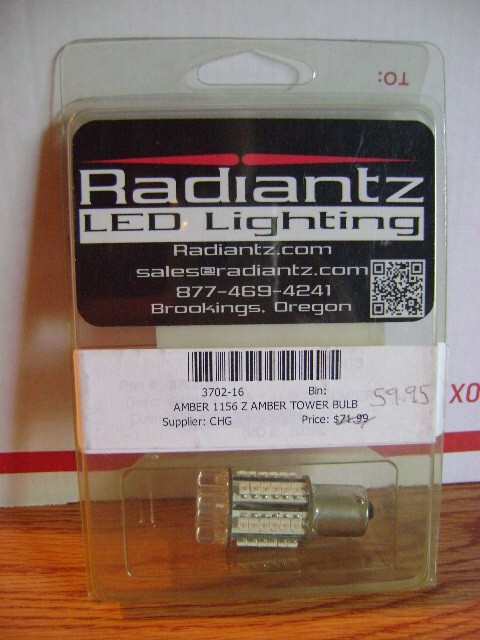 TO:
Radiantz
LED Lighting
Radiantz.com
sales@radiantz.com
877-469-4241
Brookings, Oregon
3702-16 Bin:
AMBER 1156 Z AMBER TOWER BULB 59.95
Supplier: CHG Price: $71.99